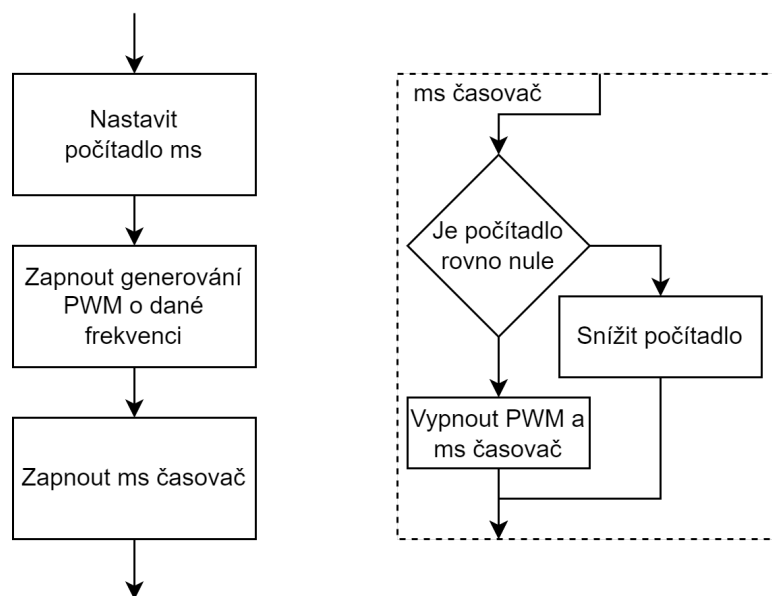 Nastavit
počítadlo ms
Zapnout generování
PWM o dané
frekvenci
Zapnout ms časovač
ms časovač
Je počítadlo
rovno nule
Snížit počítadlo
Vypnout PWM a
ms časovač